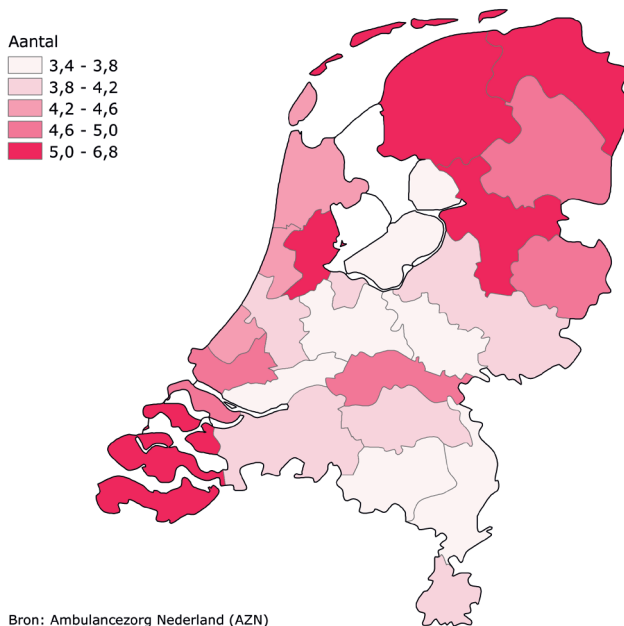 Aantal
3,4 - 3,8
3,8 - 4,2
4,2 - 4,6
4,6 - 5,0
5,0 - 6,8
Bron: Ambulancezorg Nederland (AZN)